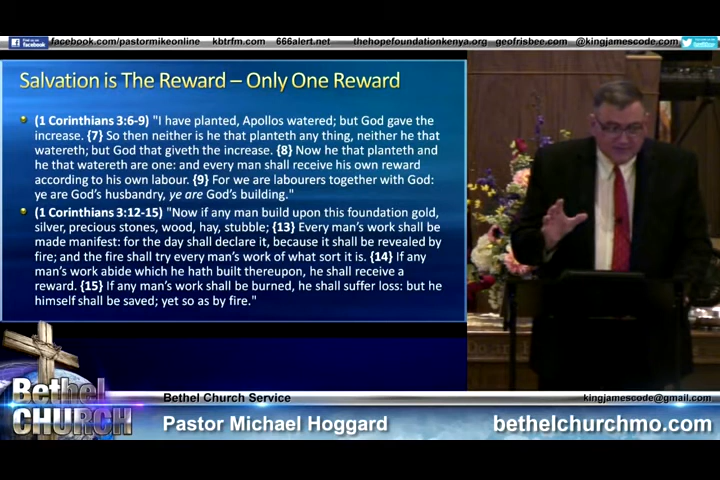 Find us on facebook
facebook.com/pastormikeonline kbtrfm.com 666alert.net thehopefoundationkenya.org geofrisbee.com @kingjamescode twitter
Salvation is The Reward – Only One Reward
(1 Corinthians 3:6-9) "I have planted, Apollos watered; but God gave the
increase. {7} So then neither is he that planteth any thing, neither he that
watereth; but God that giveth the increase. {8} Now he that planteth and
he that watereth are one: and every man shall receive his own reward
according to his own labour. {9} For we are labourers together with God:
ye are God's husbandry, ye are God's building."
(1 Corinthians 3:12-15) "Now if any man build upon this foundation gold,
silver, precious stones, wood, hay, stubble; {13} Every man's work shall be
made manifest: for the day shall declare it, because it shall be revealed by
fire; and the fire shall try every man's work of what sort it is. {14} If any
man's work abide which he hath built thereupon, he shall receive a
reward. {15} If any man's work shall be burned, he shall suffer loss: but he
himself shall be saved; yet so as by fire."
Bethel
CHURCH
Bethel Church Service kingjamescode@gmail.com
Pastor Michael Hoggard bethelchurchmo.com